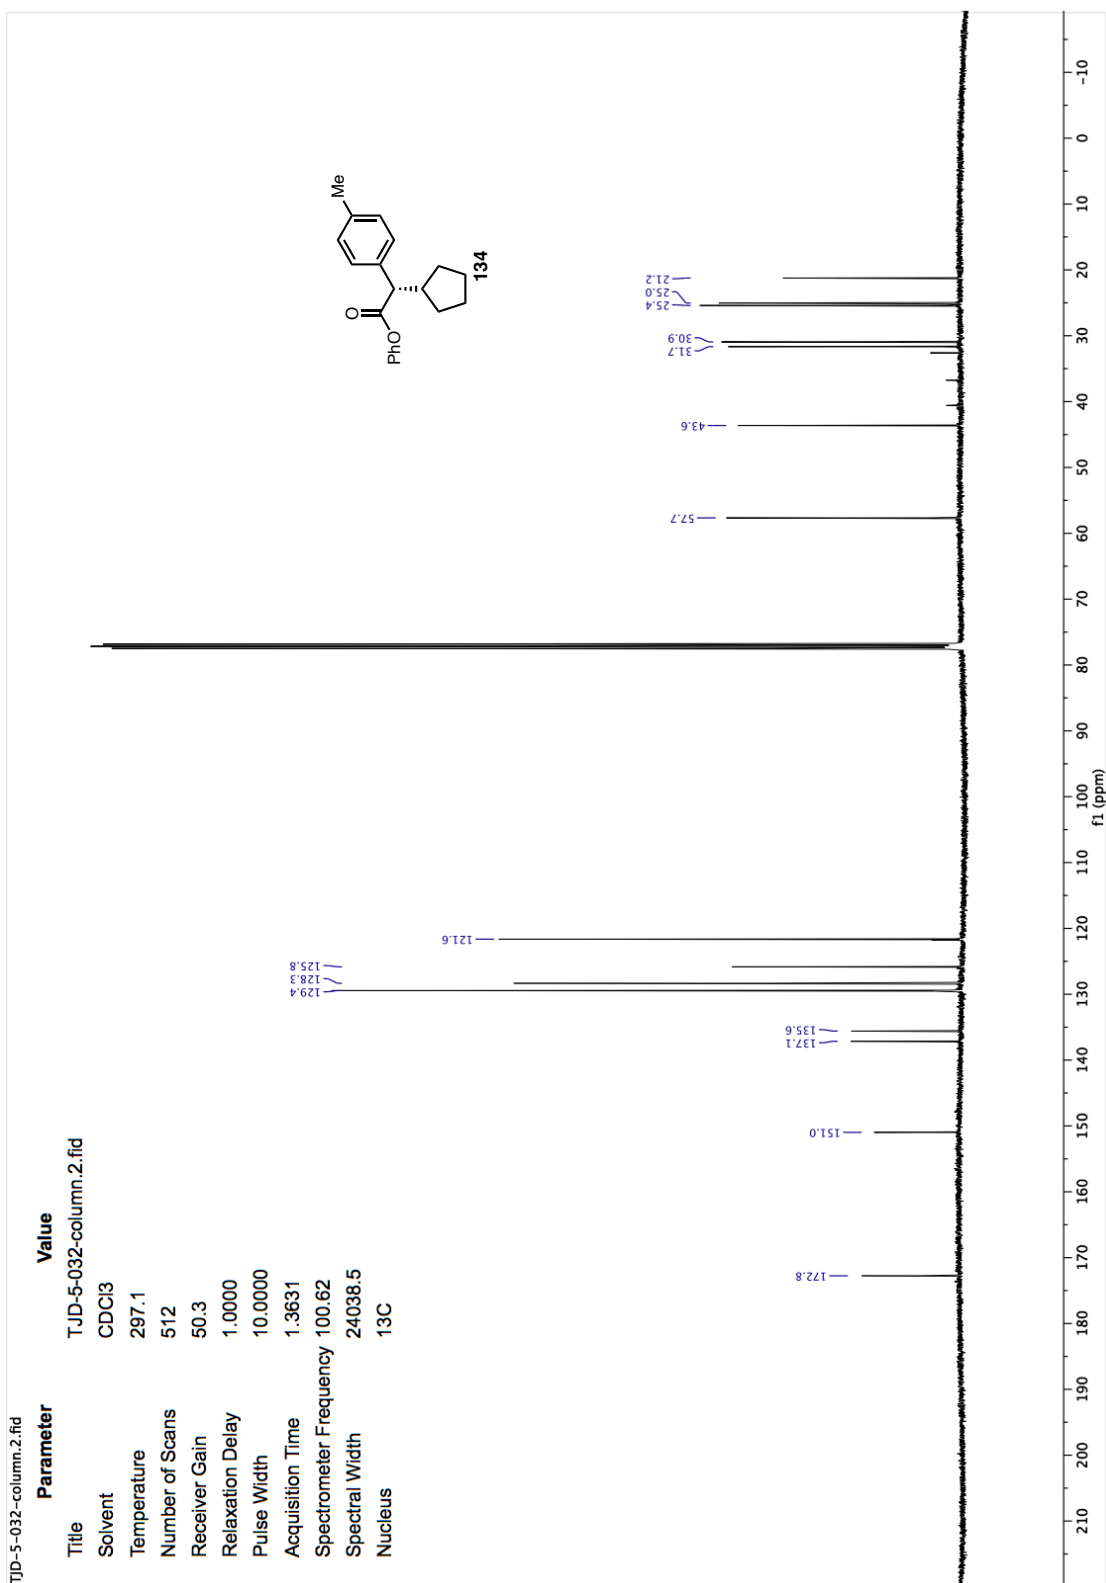 TJD-5-032-column.2.fid
Parameter Value
Title TJD-5-032-column.2.fid
Solvent CDCl3
Temperature 297.1
Number of Scans 512
Receiver Gain 50.3
Relaxation Delay 1.0000
Pulse Width 10.0000
Acquisition Time 1.3631
Spectrometer Frequency 100.62
Spectral Width 24038.5
Nucleus 13C
O
PhO
Me
134
172.8
151.0
137.1
135.6
129.4
128.3
125.8
121.6
57.7
43.6
31.7
30.9
25.4
25.0
21.2
210 200 190 180 170 160 150 140 130 120 110 100 90 80 70 60 50 40 30 20 10 0 -10
f1 (ppm)